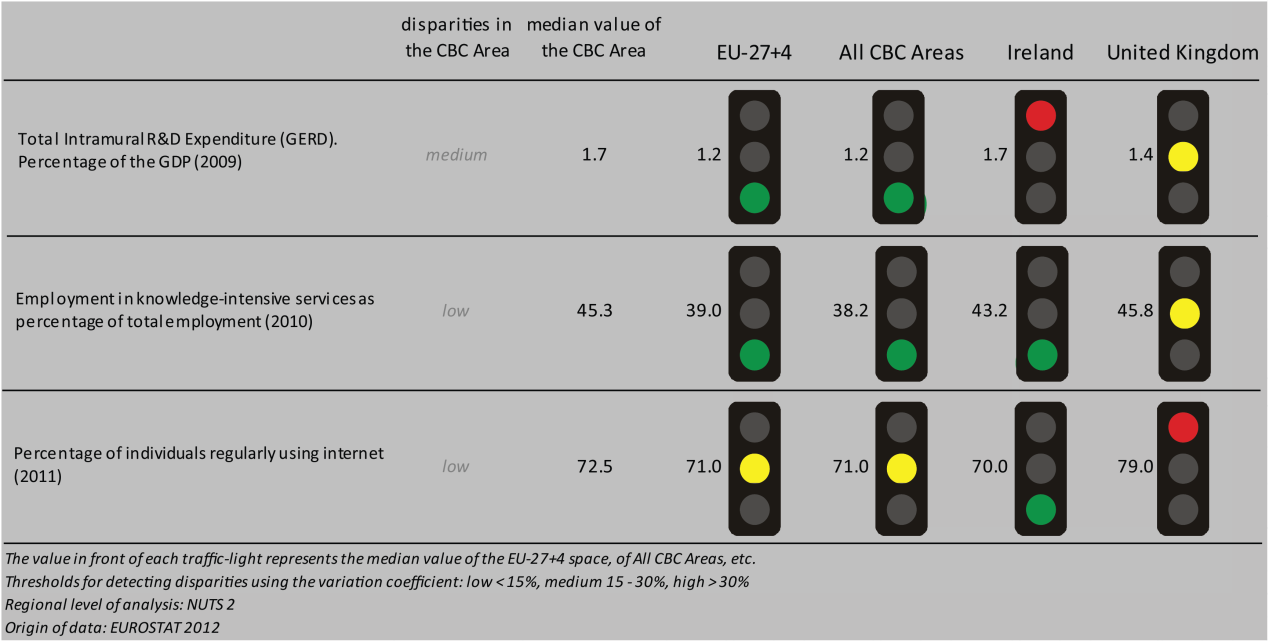 disparities in
the CBC Area
median value of
the CBC Area
EU-27+4
All CBC Areas
Ireland
United Kingdom
Total Intramural R&D Expenditure (GERD).
Percentage of the GDP (2009)
medium
1.7
1.2
1.2
1.7
1.4
Employment in knowledge-intensive services as
percentage of total employment (2010)
low
45.3
39.0
38.2
43.2
45.8
Percentage of individuals regularly using internet
(2011)
low
72.5
71.0
71.0
70.0
79.0
The value in front of each traffic-light represents the median value of the EU-27+4 space, of All CBC Areas, etc.
Thresholds for detecting disparities using the variation coefficient: low < 15%, medium 15 - 30%, high > 30%
Regional level of analysis: NUTS 2
Origin of data: EUROSTAT 2012